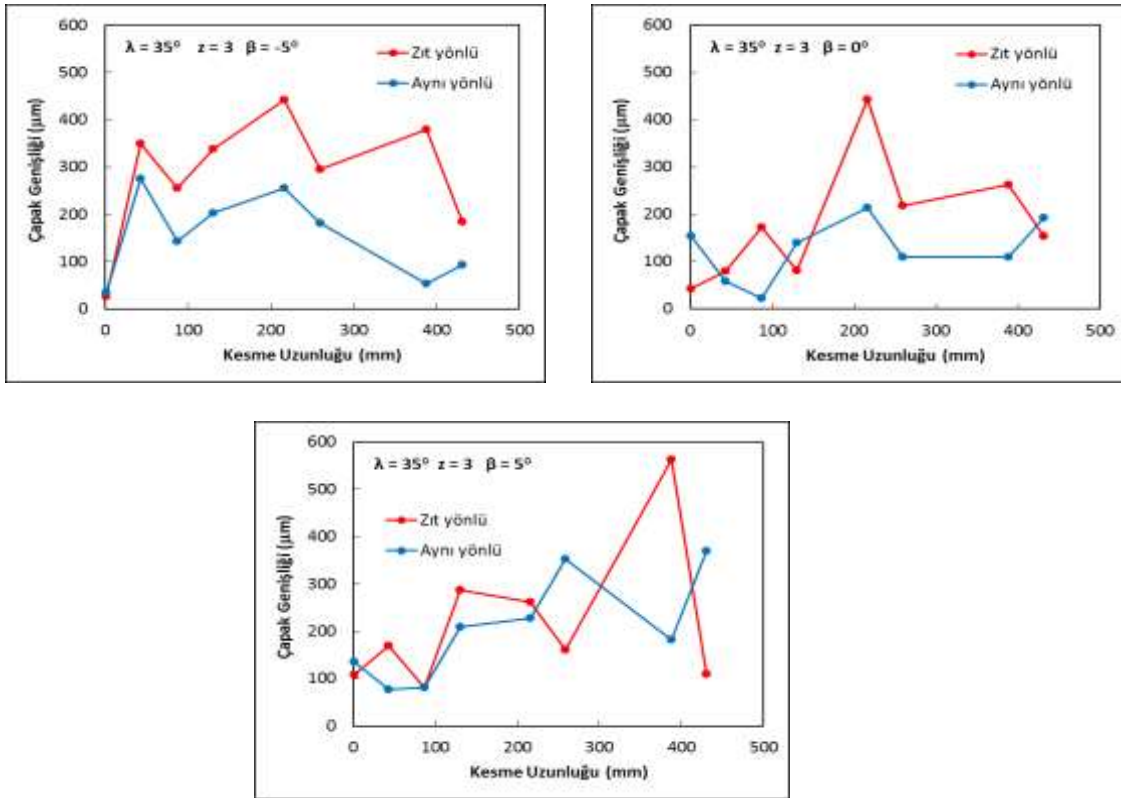 600
500
400
300
200
100
0
λ = 35° z = 3 β = -5°
Zıt yönlü
Aynı yönlü
Çapak Genişliği (µm)
0 100 200 300 400 500
Kesme Uzunluğu (mm)
600
500
400
300
200
100
0
λ = 35° z = 3 β = 0°
Zıt yönlü
Aynı yönlü
Çapak Genişliği (µm)
0 100 200 300 400 500
Kesme Uzunluğu (mm)
600
500
400
300
200
100
0
λ = 35° z = 3 β = 5°
Zıt yönlü
Aynı yönlü
Çapak Genişliği (µm)
0 100 200 300 400 500
Kesme Uzunluğu (mm)